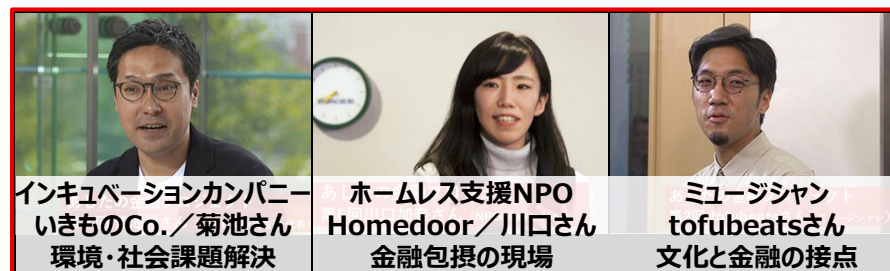 インキュベーションカンパニー
いきものCo.／菊池さん
環境・社会課題解決
ホームレス支援NPO
Homedoor／川口さん
金融包摂の現場
ミュージシャン
tofubeatsさん
文化と金融の接点